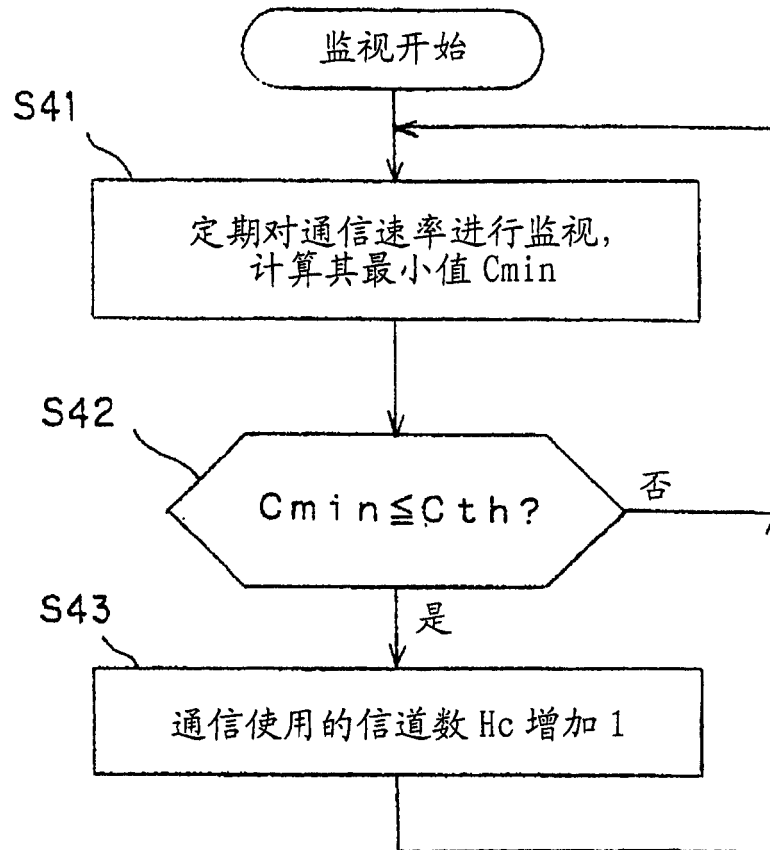 监视开始
S41
定期对通信速率进行监视，
计算其最小值 Cmin
S42
Cmin≦Cth?
否
S43
是
通信使用的信道数 Hc 增加 1